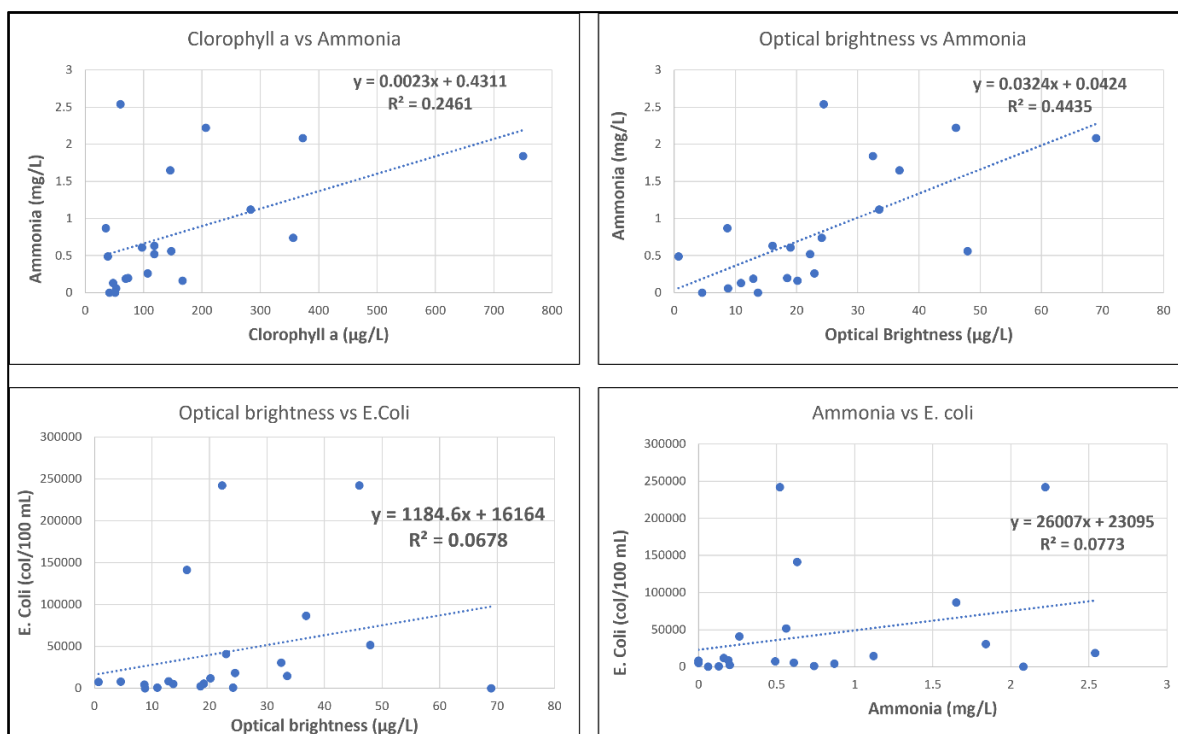 Clorophyll a vs Ammonia
y = 0.0023x + 0.4311
R² = 0.2461
Ammonia (mg/L)
3
2.5
2
1.5
1
0.5
0
0 100 200 300 400 500 600 700 800
Clorophyll a (µg/L)
Optical brightness vs Ammonia
y = 0.0324x + 0.0424
R² = 0.4435
Ammonia (mg/L)
3
2.5
2
1.5
1
0.5
0
0 10 20 30 40 50 60 70 80
Optical Brightness (µg/L)
Optical brightness vs E.Coli
y = 1184.6x + 16164
R² = 0.0678
E. Coli (col/100 mL)
300000
250000
200000
150000
100000
50000
0
0 10 20 30 40 50 60 70 80
Optical brightness (µg/L)
Ammonia vs E. coli
y = 26007x + 23095
R² = 0.0773
E. Coli (col/100 mL)
300000
250000
200000
150000
100000
50000
0
0 0.5 1 1.5 2 2.5 3
Ammonia (mg/L)